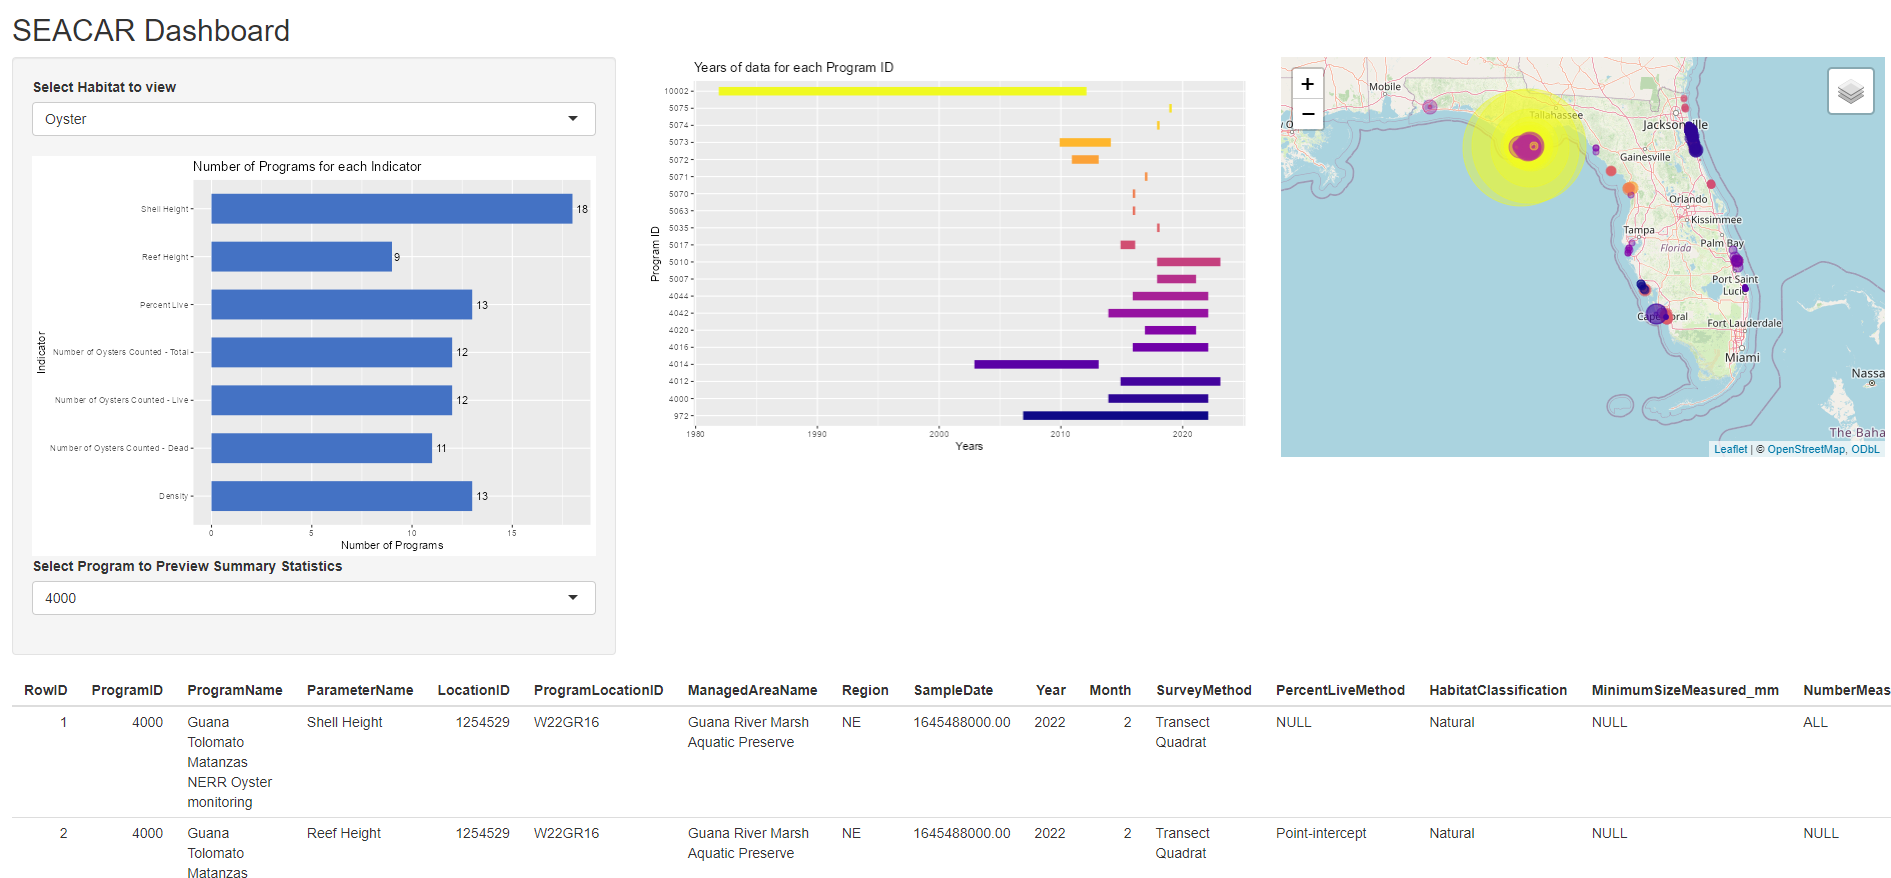 SEACAR Dashboard
Select Habitat to view
Oyster
Number of Programs for each Indicator
Indicator
Shell Height
18
Reef Height
9
Percent Live
13
Number of Oysters Counted - Total
12
Number of Oysters Counted - Live
12
Number of Oysters Counted - Dead
11
Density
13
0 5 10 15
Number of Programs
Select Program to Preview Summary Statistics
4000
Years of data for each Program ID
Program ID
10002
5075
5074
5073
5072
5071
5070
5063
5035
5017
5010
5007
4044
4042
4020
4016
4014
4012
4000
972
1980 1990 2000 2010 2020
Years
+
−
Mobile
Tallahassee
Jacksonville
Gainesville
Orlando
Kissimmee
Tampa
Florida
Palm Bay
Port Saint
Lucie
Cape Coral
Fort Lauderdale
Miami
Nassa
The Baha
Leaflet | © OpenStreetMap, ODbL
RowID ProgramID ProgramName ParameterName LocationID ProgramLocationID ManagedAreaName Region SampleDate Year Month SurveyMethod PercentLiveMethod HabitatClassification MinimumSizeMeasured_mm NumberMeas
1 4000 Guana Shell Height 1254529 W22GR16 Guana River Marsh NE 1645488000.00 2022 2 Transect NULL Natural NULL ALL
Tolomato Aquatic Preserve Quadrat
Matanzas
NERR Oyster
monitoring
2 4000 Guana Reef Height 1254529 W22GR16 Guana River Marsh NE 1645488000.00 2022 2 Transect Point-intercept Natural NULL NULL
Tolomato Aquatic Preserve Quadrat
Matanzas